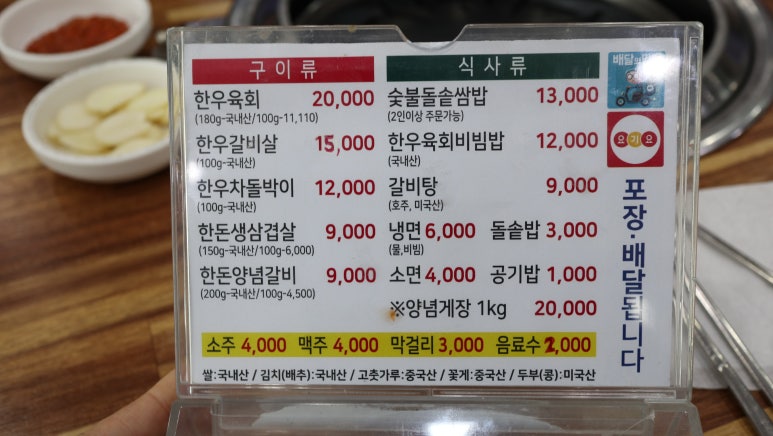 구이류
한우육회 20,000
(180g-국내산/100g-11,110)
한우갈비살 15,000
(100g-국내산)
한우차돌박이 12,000
(100g-국내산)
한돈생삼겹살 9,000
(150g-국내산/100g-6,000)
한돈양념갈비 9,000
(200g-국내산/100g-4,500)
식사류
숯불돌솥쌈밥 13,000
(2인이상 주문가능)
한우육회비빔밥 12,000
(국내산)
갈비탕 9,000
(호주, 미국산)
냉면 6,000 돌솥밥 3,000
(물,비빔)
소면 4,000 공기밥 1,000
※양념게장 1kg 20,000
소주 4,000 맥주 4,000 막걸리 3,000 음료수 2,000
쌀:국내산 / 김치(배추):국내산 / 고춧가루:중국산 / 꽃게:중국산 / 두부(콩):미국산
요기요
포장·배달됩니다